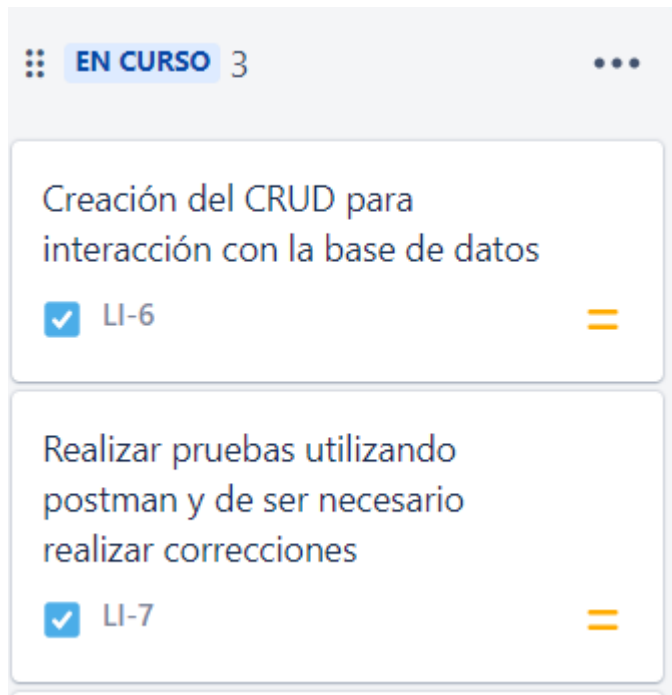 EN CURSO 3
Creación del CRUD para
interacción con la base de datos
LI-6
Realizar pruebas utilizando
postman y de ser necesario
realizar correcciones
LI-7